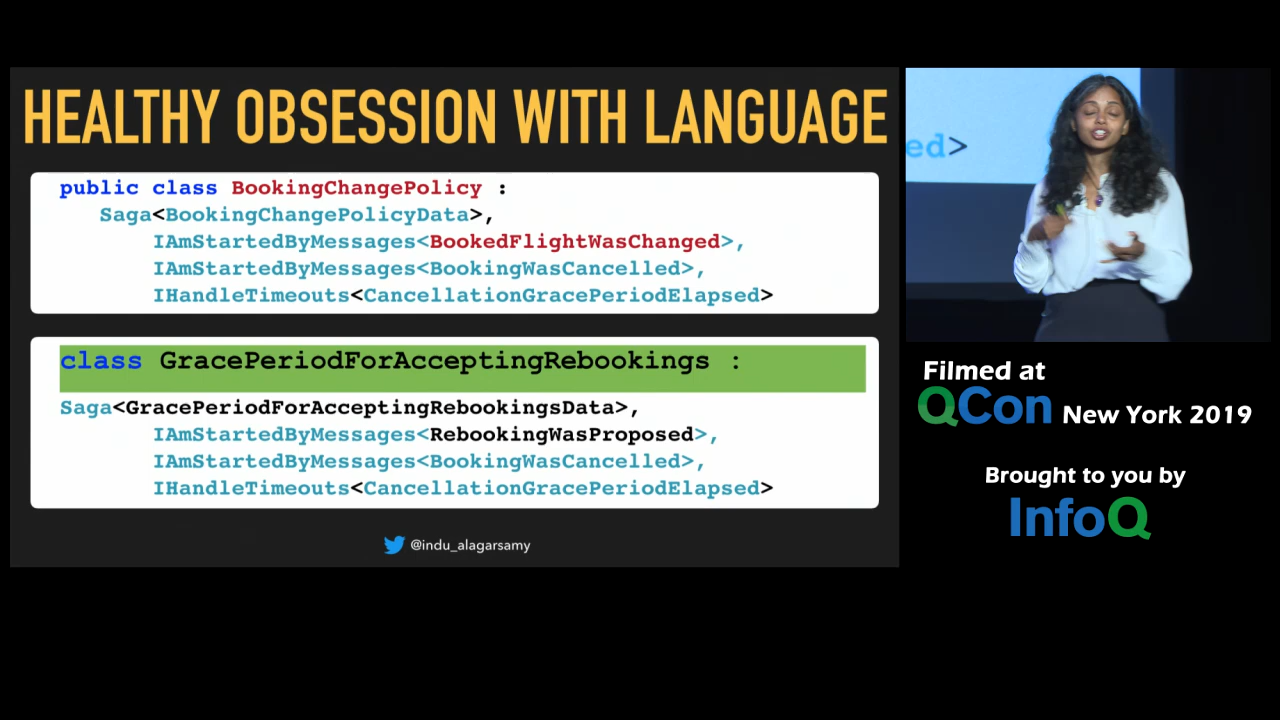 HEALTHY OBSESSION WITH LANGUAGE
public class BookingChangePolicy :
Saga<BookingChangePolicyData>,
IAmStartedByMessages<BookedFlightWasChanged>,
IAmStartedByMessages<BookingWasCancelled>,
IHandleTimeouts<CancellationGracePeriodElapsed>
class GracePeriodForAcceptingRebookings :
Saga<GracePeriodForAcceptingRebookingsData>,
IAmStartedByMessages<RebookingWasProposed>,
IAmStartedByMessages<BookingWasCancelled>,
IHandleTimeouts<CancellationGracePeriodElapsed>
@indu_alagarsamy
ed>
Filmed at
QCon New York 2019
Brought to you by
InfoQ